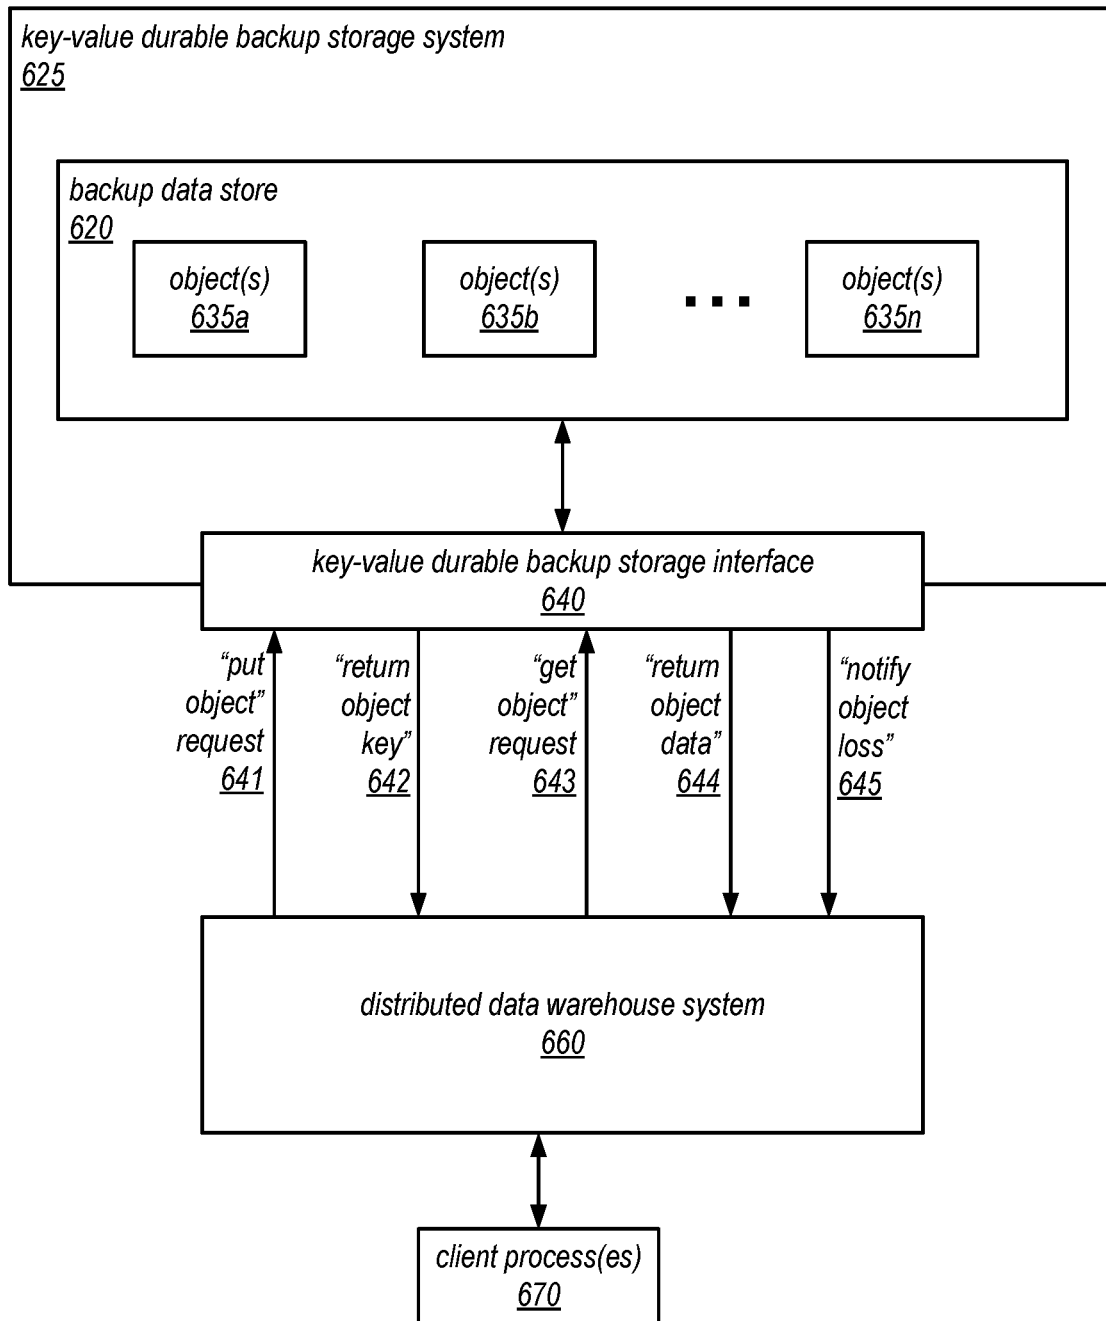 key-value durable backup storage system
625
backup data store
620
object(s)
635a
object(s)
635b
object(s)
635n
key-value durable backup storage interface
640
“put
object”
request
641
“return
object
key”
642
“get
object”
request
643
“return
object
data”
644
“notify
object
loss”
645
distributed data warehouse system
660
client process(es)
670